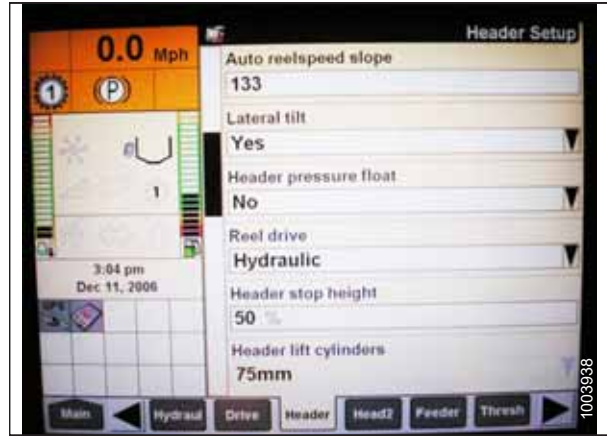 0.0 Mph
1
P
1
3:04 pm
Dec 11, 2006
Header Setup
Auto reelspeed slope
133
Lateral tilt
Yes
Header pressure float
No
Reel drive
Hydraulic
Header stop height
50 %
Header lift cylinders
75mm
Main
Hydraul
Drive
Header
Head2
Feeder
Thresh
1003938